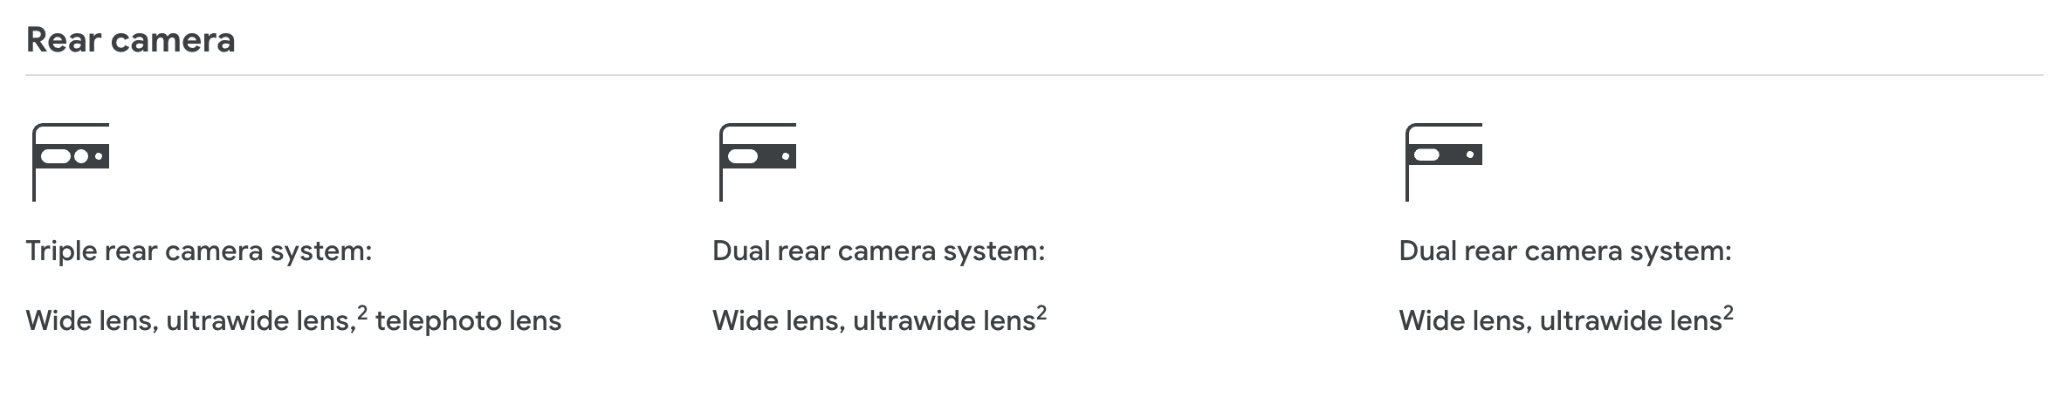 Rear camera
Triple rear camera system:
Dual rear camera system:
Dual rear camera system:
Wide lens, ultrawide lens,² telephoto lens
Wide lens, ultrawide lens²
Wide lens, ultrawide lens²